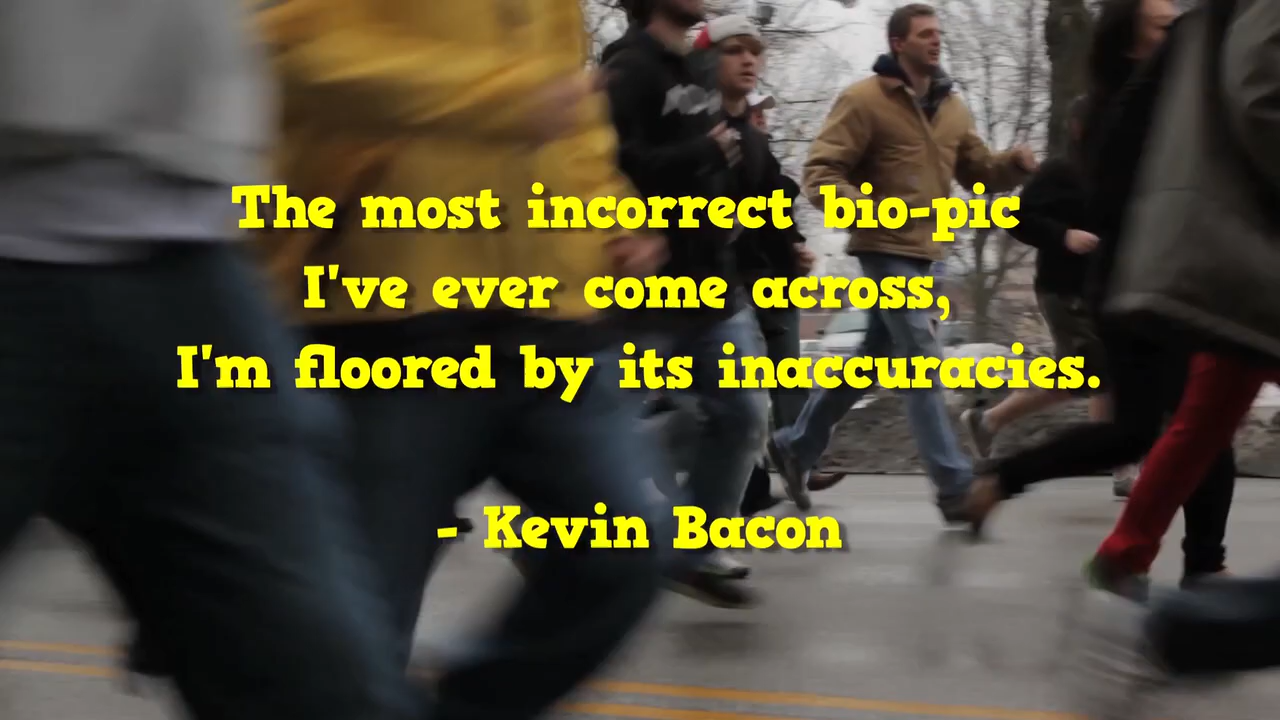 The most incorrect bio-pic
I've ever come across,
I'm floored by its inaccuracies.
- Kevin Bacon